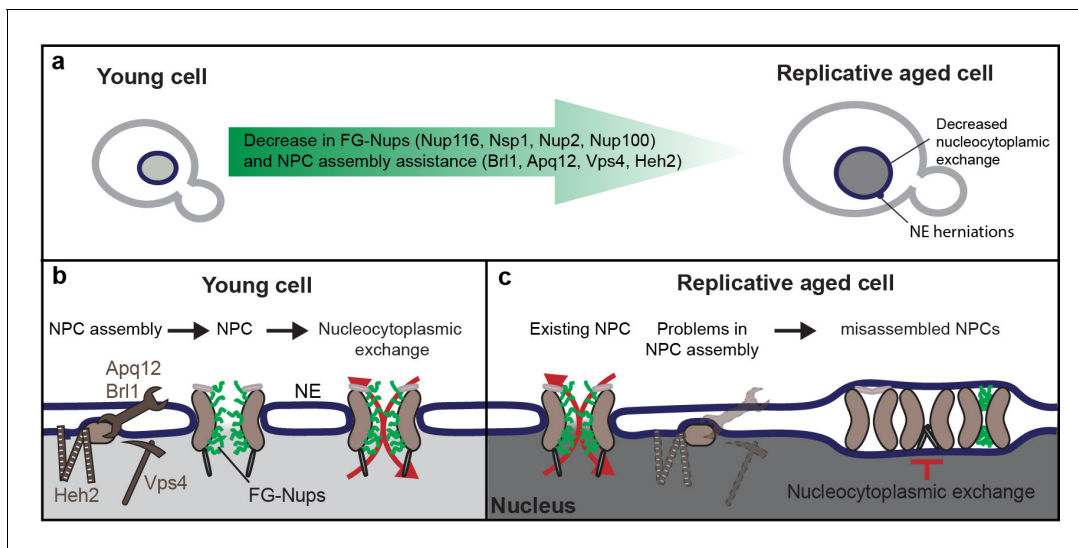 a
Young cell
Replicative aged cell
Decrease in FG-Nups (Nup116, Nsp1, Nup2, Nup100)
and NPC assembly assistance (Brl1, Apq12, Vps4, Heh2)
Decreased
nucleocytoplamic
exchange
NE herniations
b
Young cell
NPC assembly
NPC
Nucleocytoplasmic
exchange
Apq12
Brl1
NE
Heh2
Vps4
FG-Nups
c
Replicative aged cell
Existing NPC
Problems in
NPC assembly
misassembled NPCs
Nucleocytoplasmic exchange
Nucleus